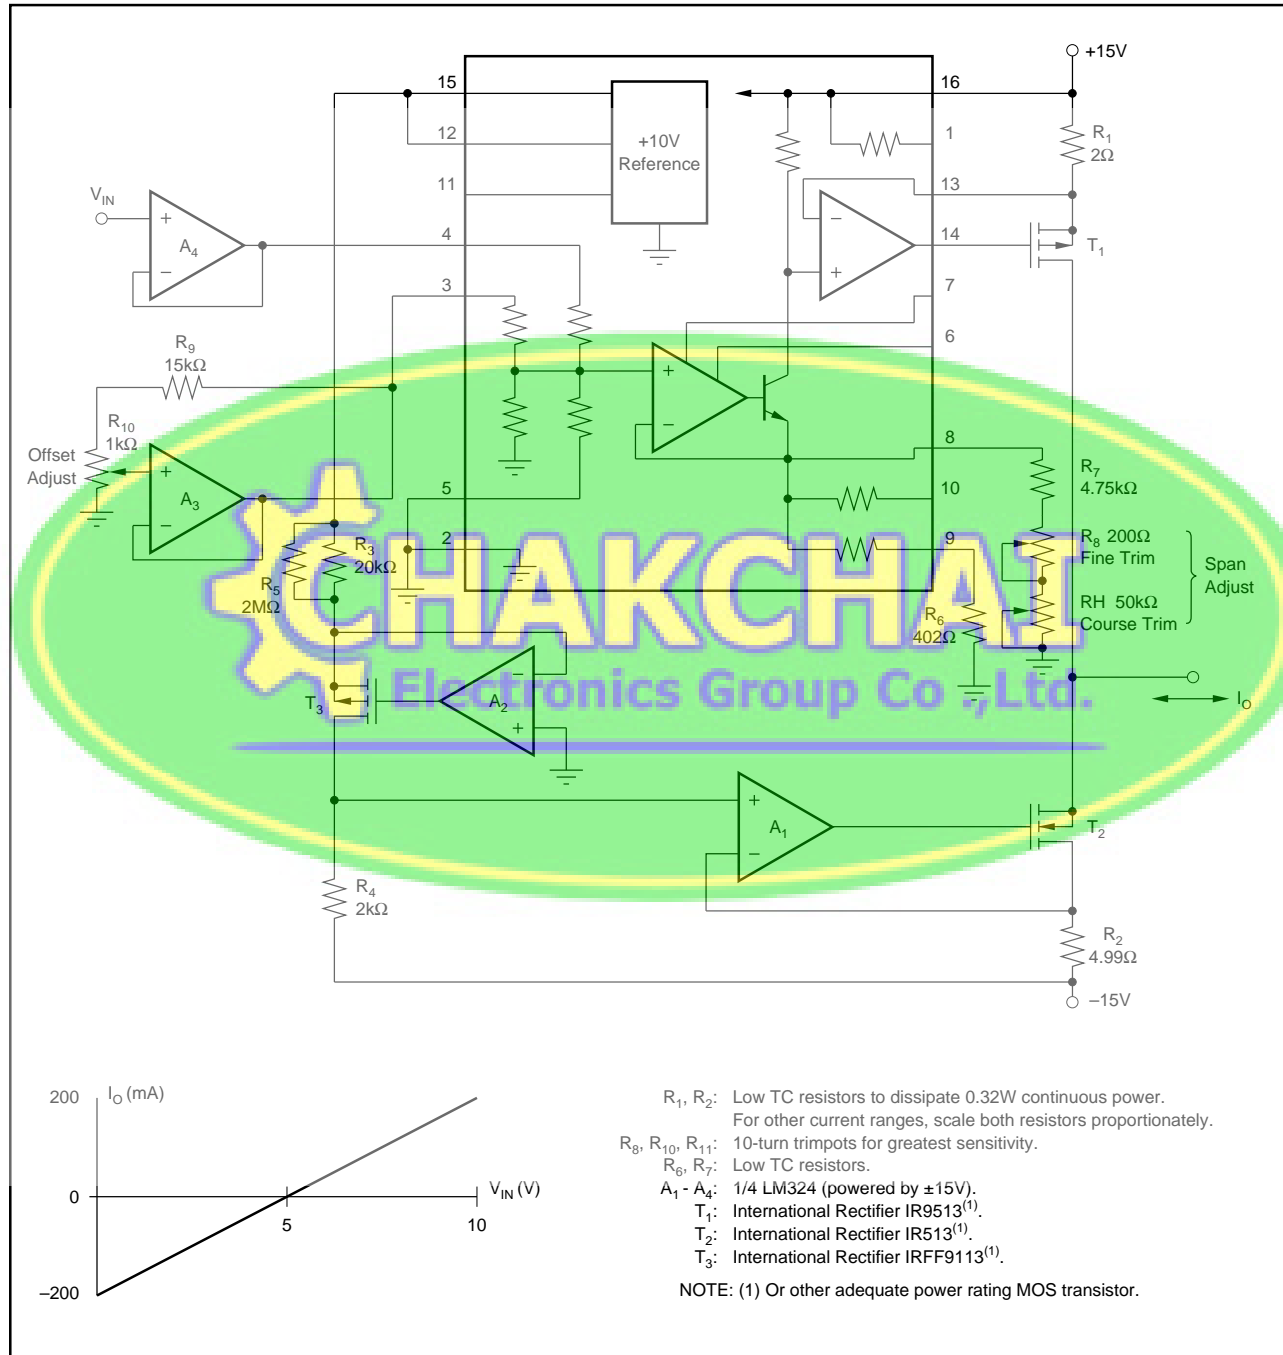 +15V
15
16
12
1
R1
2Ω
+10V
Reference
11
13
VIN
+
A4
–
4
–
14
T1
+
3
7
6
R9
15kΩ
+
–
R10
1kΩ
Offset
Adjust
+
A3
–
8
R7
4.75kΩ
5
10
2
9
R3
20kΩ
R5
2MΩ
R8 200Ω
Fine Trim
Span
Adjust
RH 50kΩ
Course Trim
R6
402Ω
CHAKCHAI
Electronics Group Co .,Ltd.
T3
–
A2
+
IO
+
A1
–
T2
R4
2kΩ
R2
4.99Ω
–15V
200
IO (mA)
0
VIN (V)
5
10
–200
R1, R2: Low TC resistors to dissipate 0.32W continuous power.
For other current ranges, scale both resistors proportionately.
R8, R10, R11: 10-turn trimpots for greatest sensitivity.
R6, R7: Low TC resistors.
A1 - A4: 1/4 LM324 (powered by ±15V).
T1: International Rectifier IR9513(1).
T2: International Rectifier IR513(1).
T3: International Rectifier IRFF9113(1).
NOTE: (1) Or other adequate power rating MOS transistor.